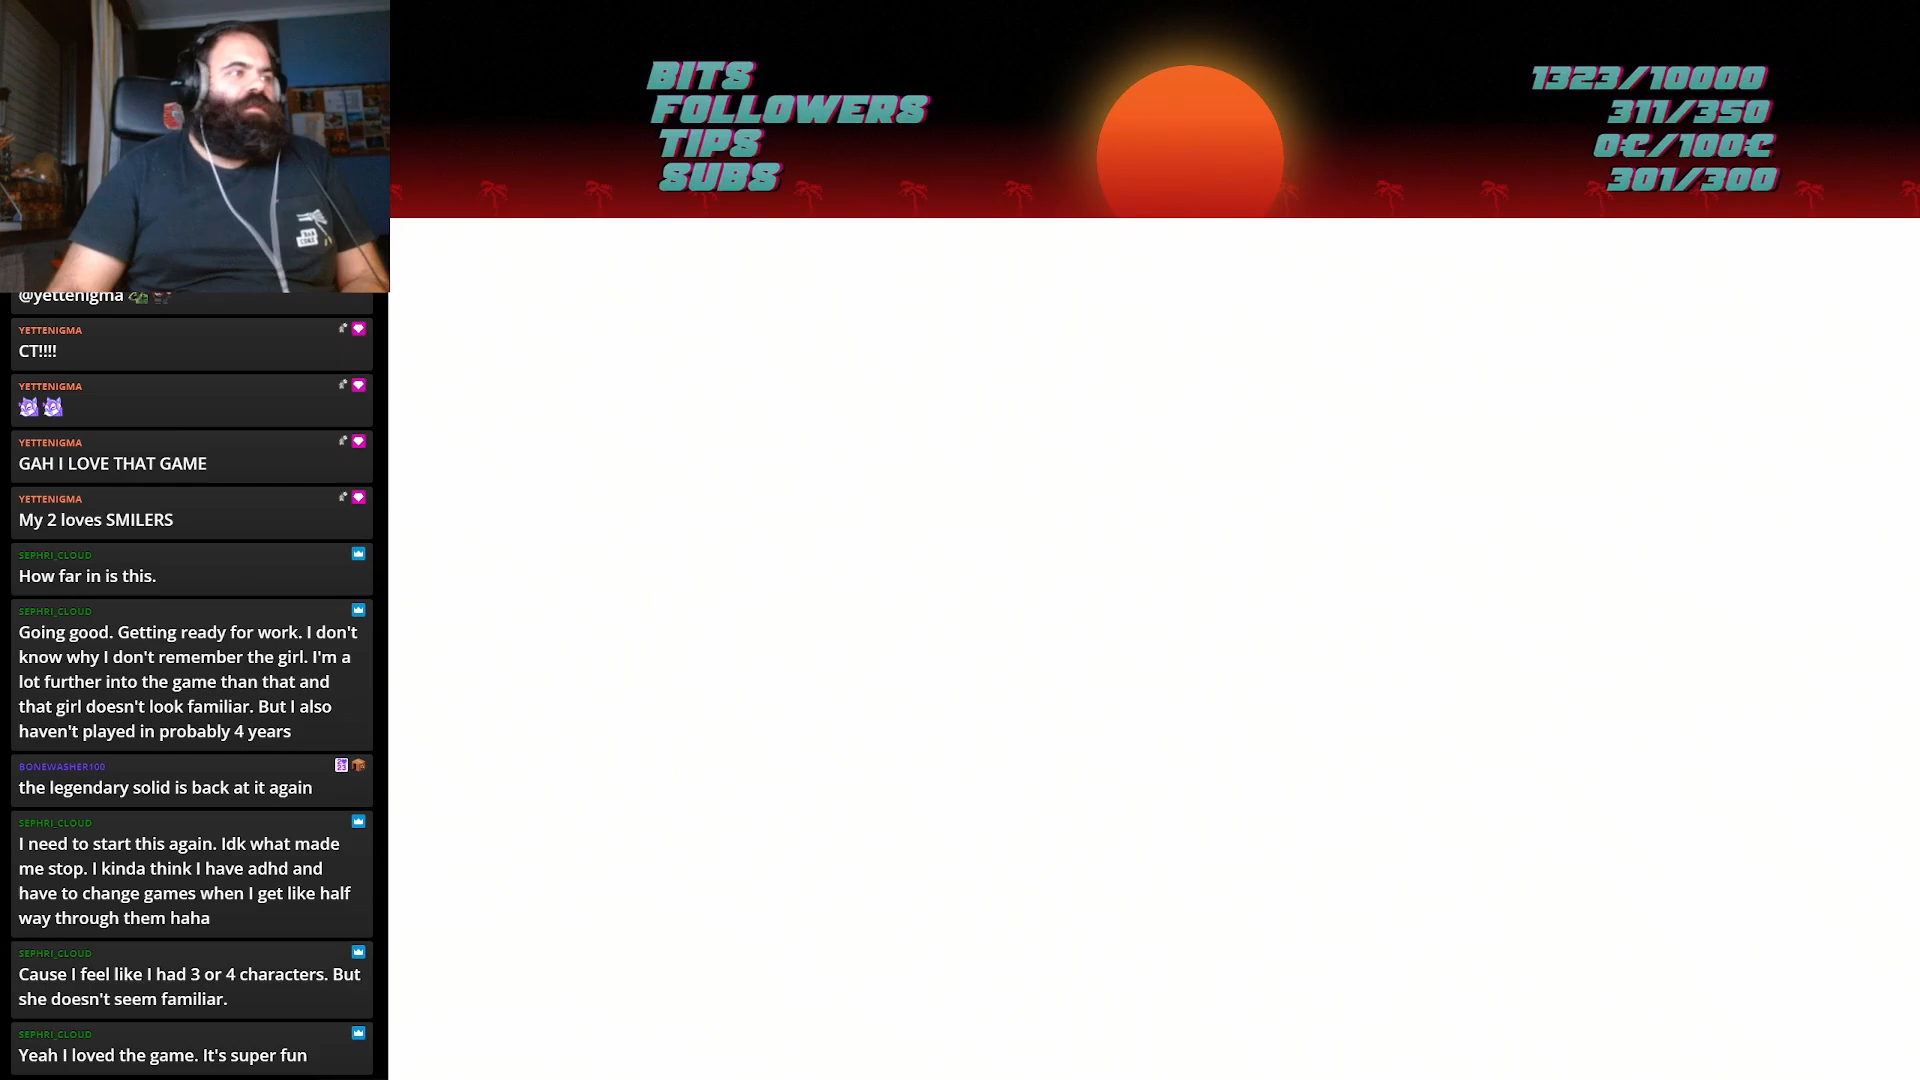 BITS
FOLLOWERS
TIPS
SUBS
1323/10000
311/350
0€/100€
301/300
@yettenigma
YETTENIGMA
CT!!!!
YETTENIGMA
YETTENIGMA
GAH I LOVE THAT GAME
YETTENIGMA
My 2 loves SMILERS
SEPHRI_CLOUD
How far in is this.
SEPHRI_CLOUD
Going good. Getting ready for work. I don't
know why I don't remember the girl. I'm a
lot further into the game than that and
that girl doesn't look familiar. But I also
haven't played in probably 4 years
BONEWASHER100
the legendary solid is back at it again
SEPHRI_CLOUD
I need to start this again. Idk what made
me stop. I kinda think I have adhd and
have to change games when I get like half
way through them haha
SEPHRI_CLOUD
Cause I feel like I had 3 or 4 characters. But
she doesn't seem familiar.
SEPHRI_CLOUD
Yeah I loved the game. It's super fun